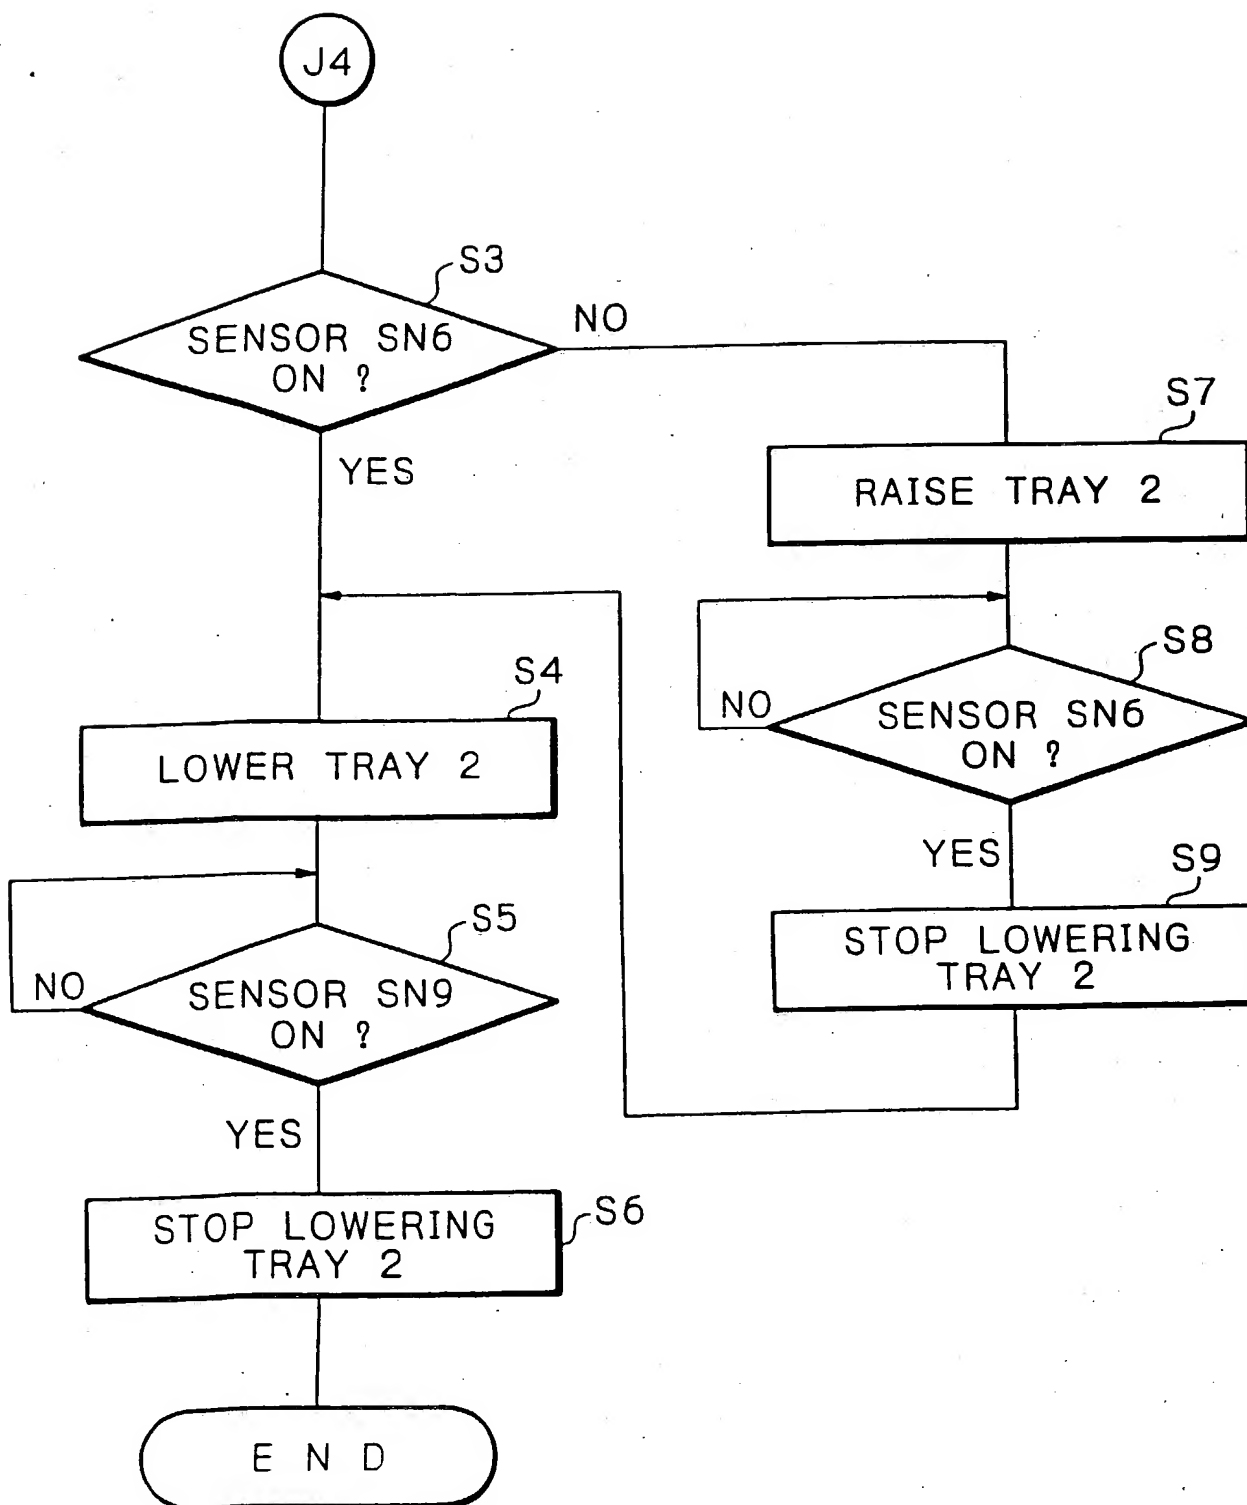 J4
S3
SENSOR SN6
ON ?
NO
YES
S7
RAISE TRAY 2
S8
SENSOR SN6
ON ?
NO
YES
S9
STOP LOWERING
TRAY 2
S4
LOWER TRAY 2
S5
SENSOR SN9
ON ?
NO
YES
S6
STOP LOWERING
TRAY 2
END